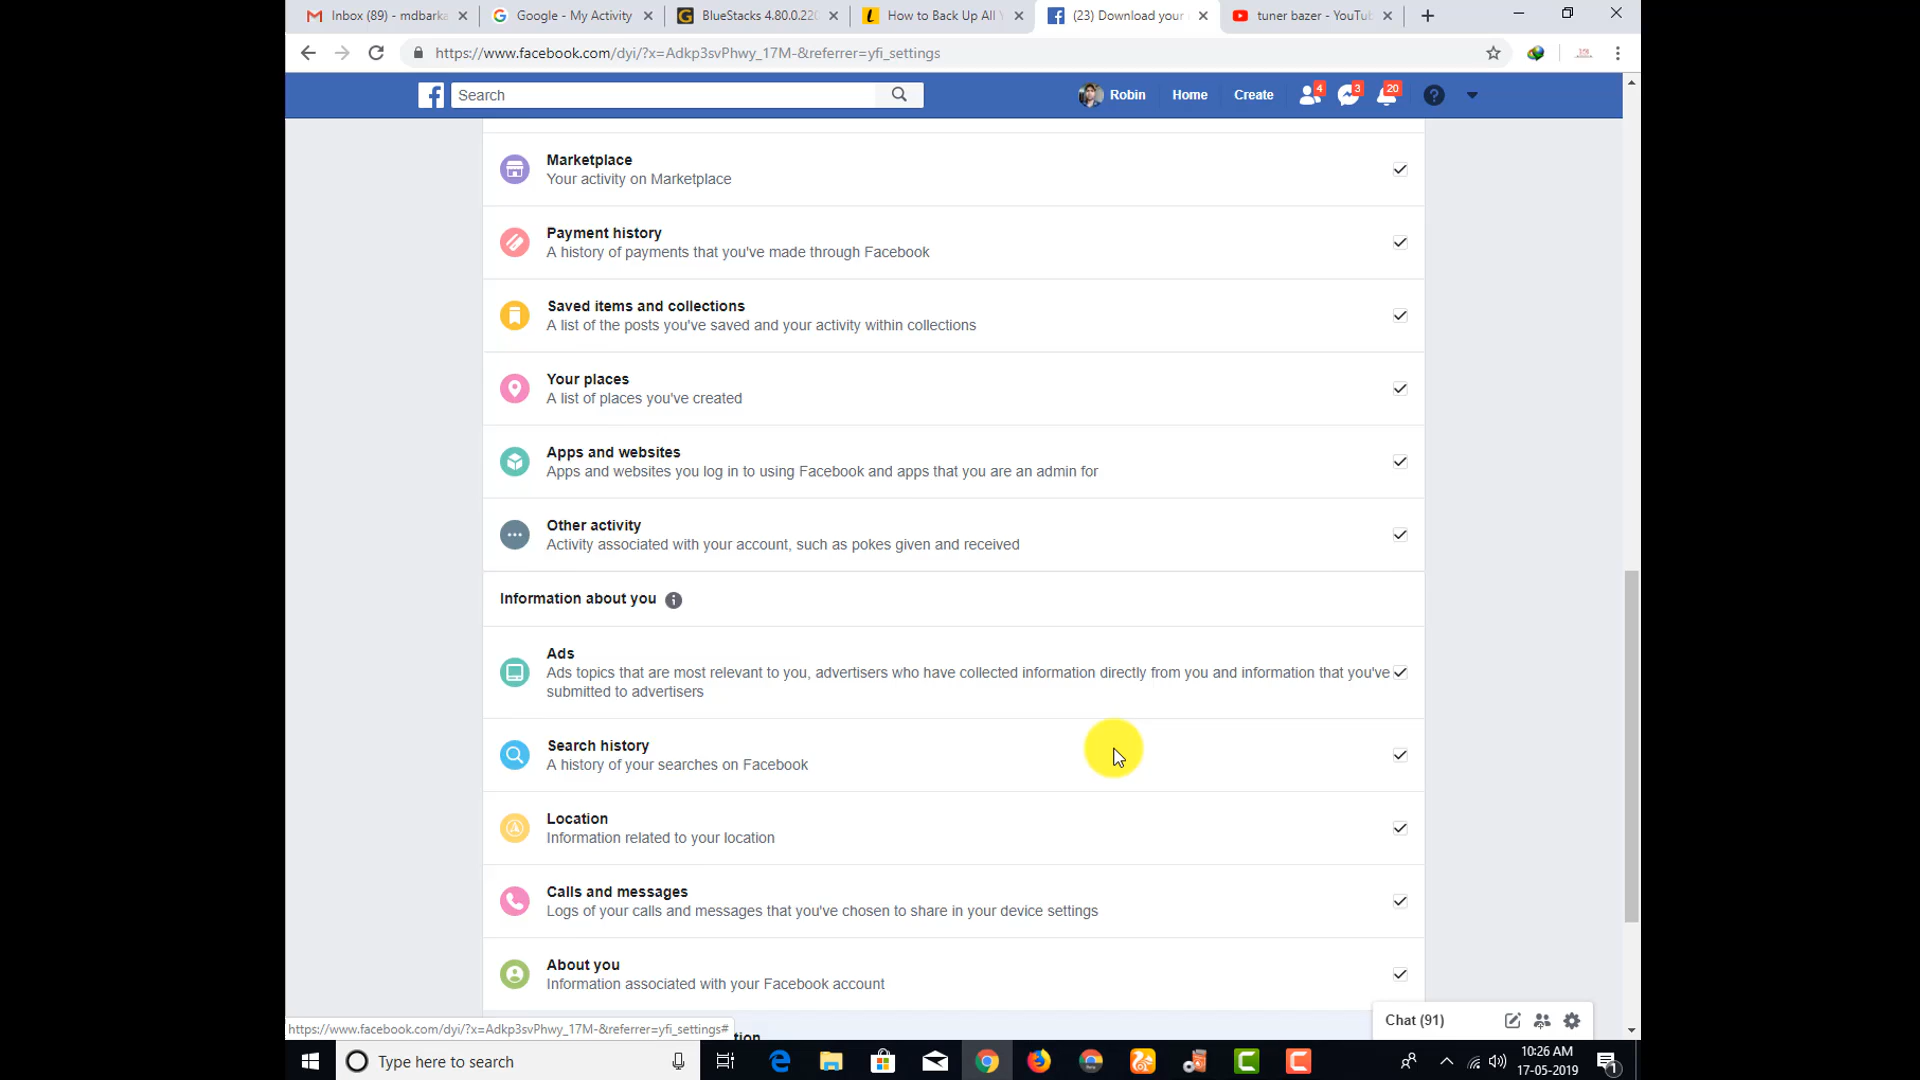 Inbox (89) - mdbarka
Google - My Activity
BlueStacks 4.80.0.220
How to Back Up All Y
(23) Download your
tuner bazer - YouTub
https://www.facebook.com/dyi/?x=Adkp3svPhwy_17M-&referrer=yfi_settings
Search
Robin
Home
Create
4
3
20
Marketplace
Your activity on Marketplace
Payment history
A history of payments that you've made through Facebook
Saved items and collections
A list of the posts you've saved and your activity within collections
Your places
A list of places you've created
Apps and websites
Apps and websites you log in to using Facebook and apps that you are an admin for
Other activity
Activity associated with your account, such as pokes given and received
Information about you
Ads
Ads topics that are most relevant to you, advertisers who have collected information directly from you and information that you've
submitted to advertisers
Search history
A history of your searches on Facebook
Location
Information related to your location
Calls and messages
Logs of your calls and messages that you've chosen to share in your device settings
About you
Information associated with your Facebook account
Chat (91)
https://www.facebook.com/dyi/?x=Adkp3svPhwy_17M-&referrer=yfi_settings#
tion
Type here to search
10:26 AM
17-05-2019
1